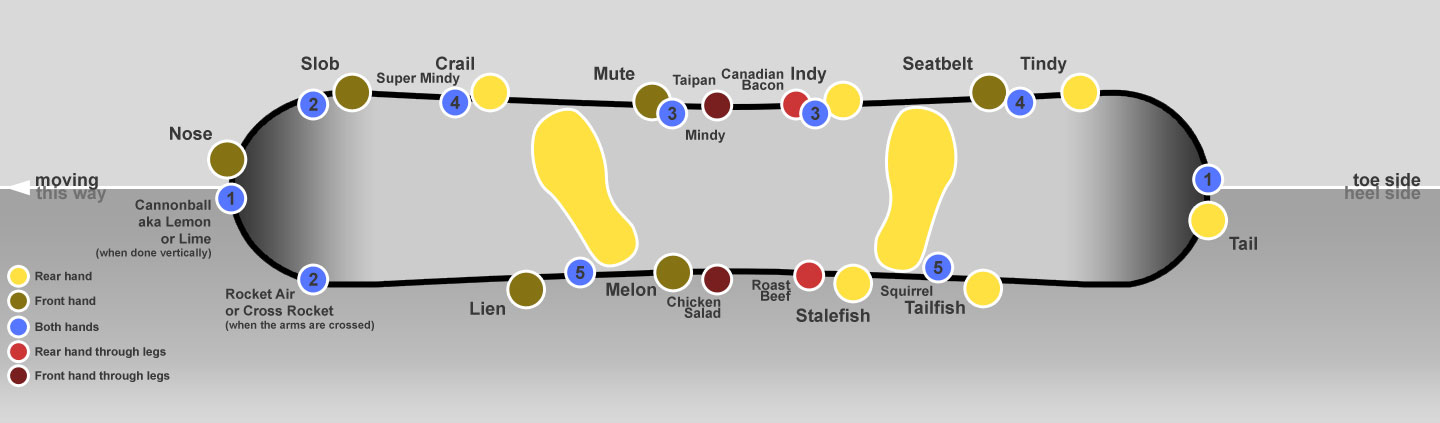 Slob
Super Mindy
Crail
Mute
Taipan
Canadian
Bacon
Indy
Seatbelt
Tindy
2
4
3
3
4
Mindy
Nose
moving
this way
1
1
toe side
heel side
Cannonball
aka Lemon
or Lime
(when done vertically)
Tail
2
5
5
Rocket Air
or Cross Rocket
(when the arms are crossed)
Lien
Melon
Chicken
Salad
Roast
Beef
Stalefish
Squirrel
Tailfish
Rear hand
Front hand
Both hands
Rear hand through legs
Front hand through legs